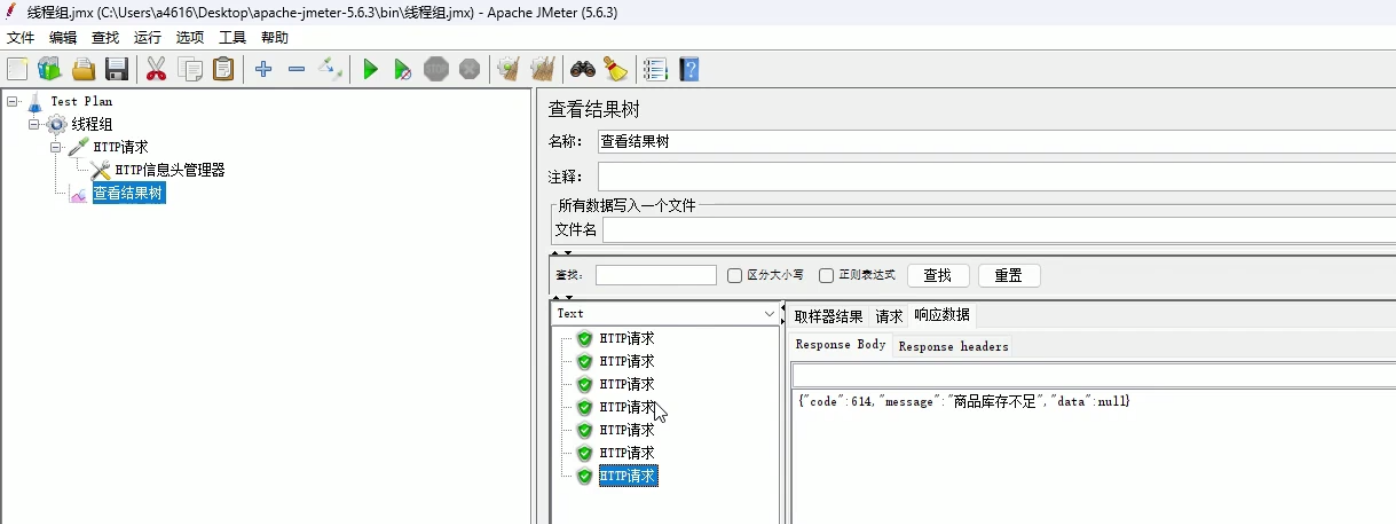 线程组.jmx (C:\Users\a4616\Desktop\apache-jmeter-5.6.3\bin\线程组.jmx) - Apache JMeter (5.6.3)
文件 编辑 查找 运行 选项 工具 帮助
STOP
?
Test Plan
线程组
HTTP请求
HTTP信息头管理器
查看结果树
查看结果树
名称： 查看结果树
注释：
所有数据写入一个文件
文件名
查找: 区分大小写 正则表达式 查找 重置
Text
HTTP请求
HTTP请求
HTTP请求
HTTP请求
HTTP请求
HTTP请求
HTTP请求
取样器结果 请求 响应数据
Response Body Response headers
{"code":614,"message":"商品库存不足","data":null}